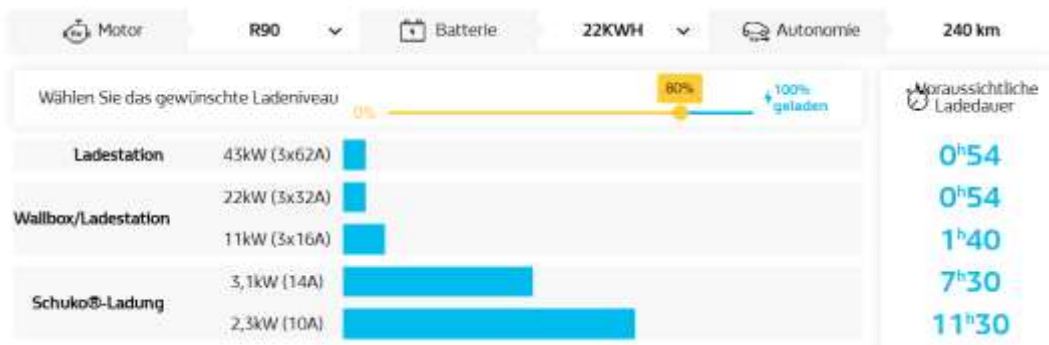 Motor R90 Batterie 22KWH Autonomie 240 km
Wählen Sie das gewünschte Ladeniveau 0% 80% 100% geladen
Voraussichtliche Ladedauer
Ladestation 43kW (3x62A) 0h54
Wallbox/Ladestation 22kW (3x32A) 0h54
11kW (3x16A) 1h40
Schuko®-Ladung 3,1kW (14A) 7h30
2,3kW (10A) 11h30